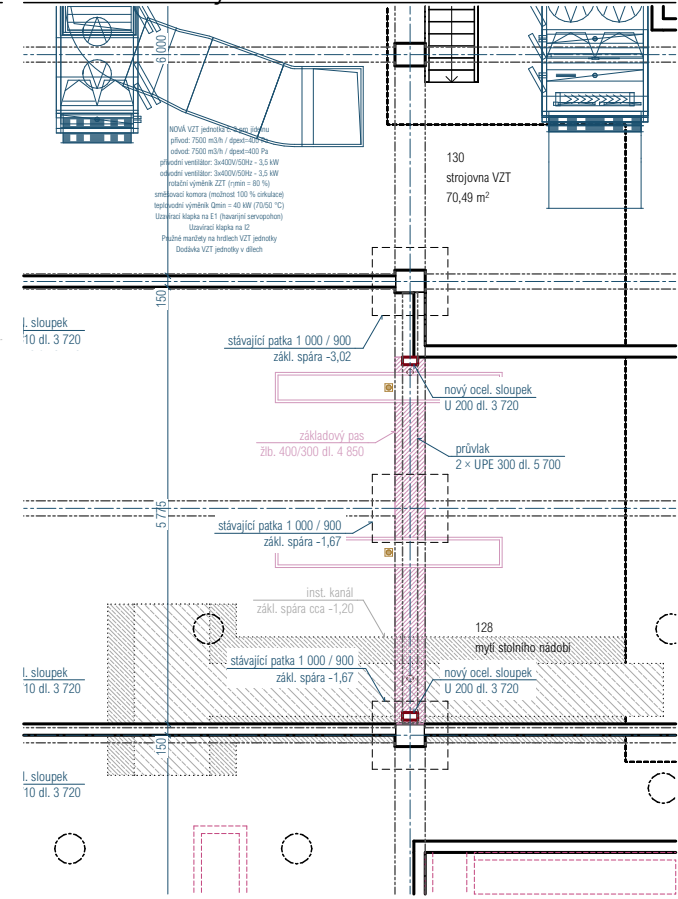 6 000
NOVÁ VZT jednotka
přívod: 7500 m3/h / dpext=400
odvod: 7500 m3/h / dpext=400 Pa
přívodní ventilátor: 3x400V/50Hz - 3,5 kW
odvodní ventilátor: 3x400V/50Hz - 3,5 kW
rotační výměník ZZT (ηmin = 80 %)
směšovací komora (možnost 100 % cirkulace)
teplovodní výměník Qmin = 40 kW (70/50 °C)
Uzavírací klapka na E1 (havarijní servopohon)
Uzavírací klapka na I2
Pružné manžety na hrdlech VZT jednotky
Dodávka VZT jednotky v dílech
130
strojovna VZT
70,49 m²
150
l. sloupek
10 dl. 3 720
stávající patka 1 000 / 900
zákl. spára -3,02
nový ocel. sloupek
U 200 dl. 3 720
základový pas
žlb. 400/300 dl. 4 850
průvlak
2 × UPE 300 dl. 5 700
5 775
stávající patka 1 000 / 900
zákl. spára -1,67
inst. kanál
zákl. spára cca -1,20
128
mytí stolního nádobí
stávající patka 1 000 / 900
zákl. spára -1,67
nový ocel. sloupek
U 200 dl. 3 720
l. sloupek
10 dl. 3 720
150
l. sloupek
10 dl. 3 720